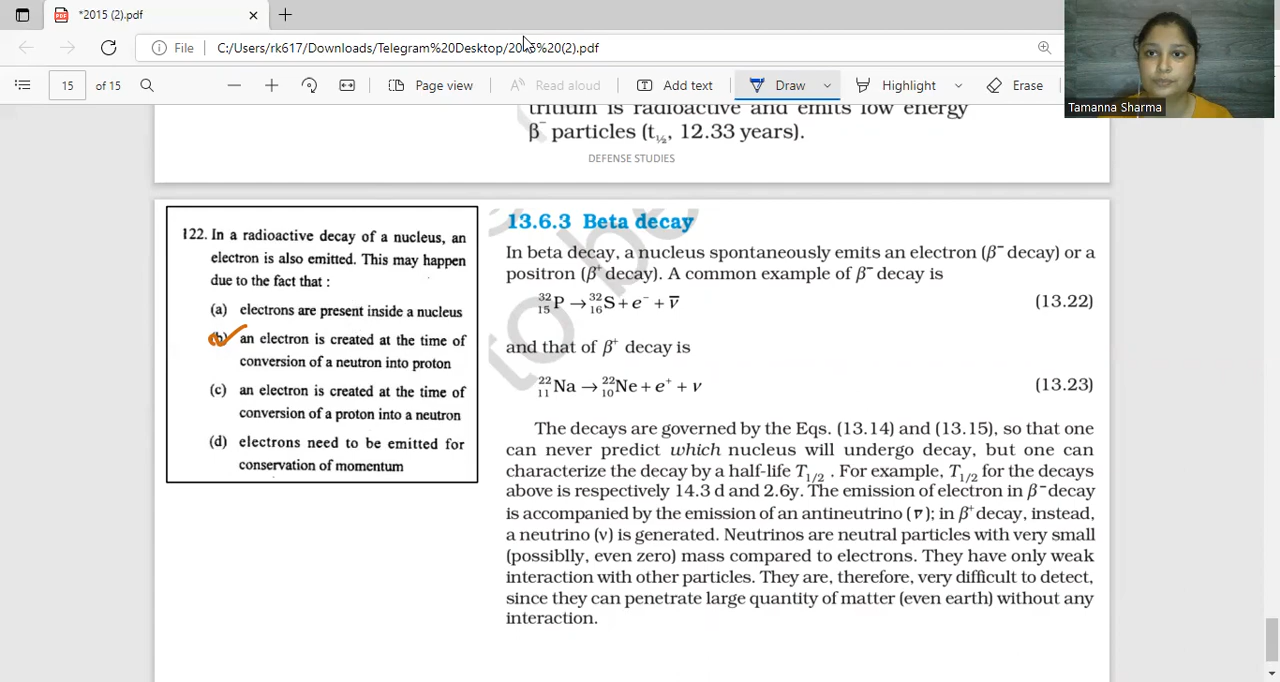 *2015 (2).pdf
File C:/Users/rk617/Downloads/Telegram%20Desktop/2015%20(2).pdf
15 of 15 Page view Read aloud Add text Draw Highlight Erase
Tamanna Sharma
tritium is radioactive and emits low energy
β⁻ particles (t½, 12.33 years).
DEFENSE STUDIES
122. In a radioactive decay of a nucleus, an
electron is also emitted. This may happen
due to the fact that :
(a) electrons are present inside a nucleus
(b) an electron is created at the time of
conversion of a neutron into proton
(c) an electron is created at the time of
conversion of a proton into a neutron
(d) electrons need to be emitted for
conservation of momentum
13.6.3 Beta decay
In beta decay, a nucleus spontaneously emits an electron (β⁻ decay) or a
positron (β⁺ decay). A common example of β⁻ decay is
³²₁₅P → ³²₁₆S + e⁻ + ν̅ (13.22)
and that of β⁺ decay is
²²₁₁Na → ²²₁₀Ne + e⁺ + ν (13.23)
The decays are governed by the Eqs. (13.14) and (13.15), so that one
can never predict which nucleus will undergo decay, but one can
characterize the decay by a half-life T₁/₂ . For example, T₁/₂ for the decays
above is respectively 14.3 d and 2.6y. The emission of electron in β⁻ decay
is accompanied by the emission of an antineutrino (ν̅); in β⁺ decay, instead,
a neutrino (ν) is generated. Neutrinos are neutral particles with very small
(possiblly, even zero) mass compared to electrons. They have only weak
interaction with other particles. They are, therefore, very difficult to detect,
since they can penetrate large quantity of matter (even earth) without any
interaction.
to be